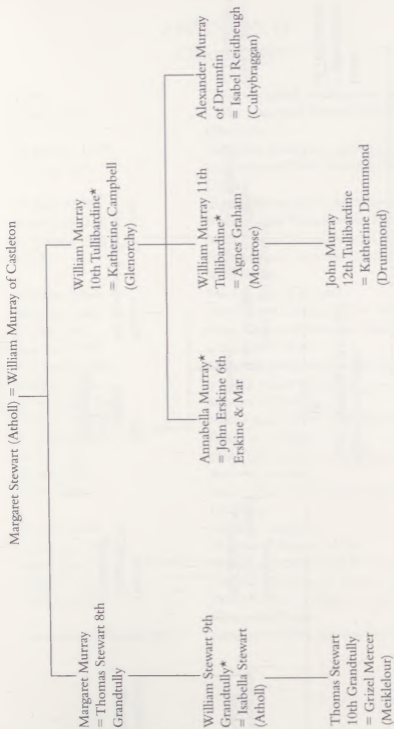 Margaret Stewart (Atholl) = William Murray of Castleton
Margaret Murray
= Thomas Stewart 8th
Grandtully
William Murray
10th Tullibardine*
= Katherine Campbell
(Glenorchy)
William Stewart 9th
Grandtully*
= Isabella Stewart
(Atholl)
Annabella Murray*
= John Erskine 6th
Erskine & Mar
William Murray 11th
Tullibardine*
= Agnes Graham
(Montrose)
Alexander Murray
of Drumfin
= Isabel Reidheugh
(Cultybraggan)
Thomas Stewart
10th Grandtully
= Grizel Mercer
(Meiklelour)
John Murray
12th Tullibardine
= Katherine Drummond
(Drummond)